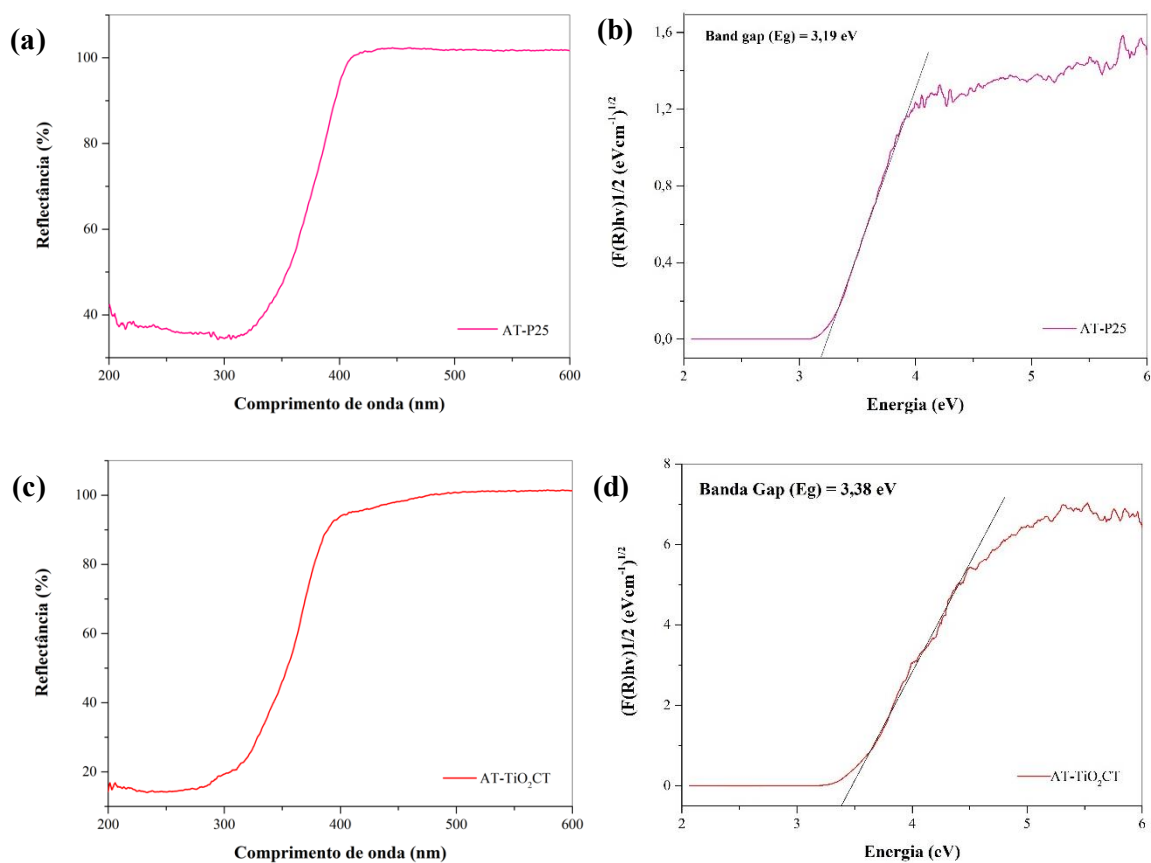 (a)
Reflectância (%)
100
80
60
40
200 300 400 500 600
Comprimento de onda (nm)
AT-P25
(b)
Band gap (Eg) = 3,19 eV
(F(R)hv)1/2 (eVcm⁻¹)¹/²
1,6
1,2
0,8
0,4
0,0
2 3 4 5 6
Energia (eV)
AT-P25
(c)
Reflectância (%)
100
80
60
40
20
200 300 400 500 600
Comprimento de onda (nm)
AT-TiO₂CT
(d)
Banda Gap (Eg) = 3,38 eV
(F(R)hv)1/2 (eVcm⁻¹)¹/²
8
6
4
2
0
2 3 4 5 6
Energia (eV)
AT-TiO₂CT